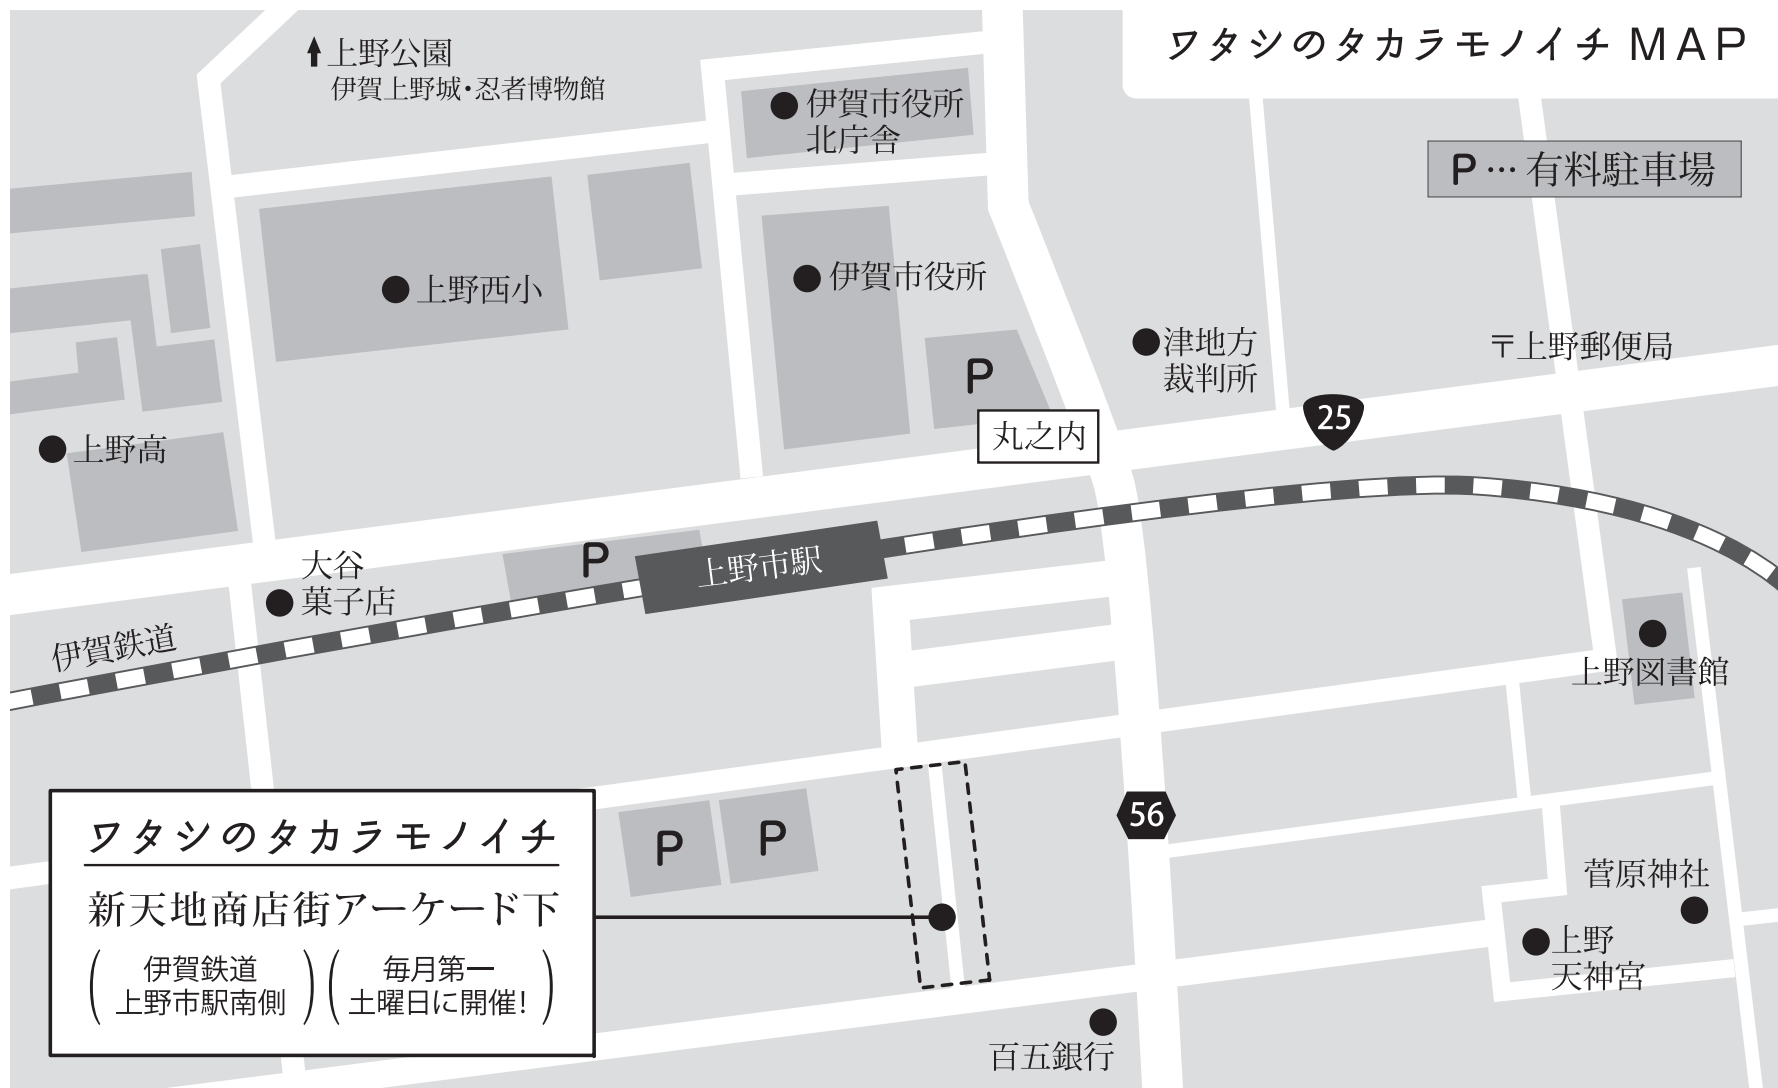 ワタシのタカラモノイチ MAP
上野公園
伊賀上野城・忍者博物館
伊賀市役所
北庁舎
P…有料駐車場
上野西小
伊賀市役所
P
津地方
裁判所
〒上野郵便局
25
丸之内
上野高
大谷
菓子店
P
上野市駅
伊賀鉄道
上野図書館
P
P
56
ワタシのタカラモノイチ
新天地商店街アーケード下
(伊賀鉄道
上野市駅南側)
(毎月第一
土曜日に開催!)
菅原神社
上野
天神宮
百五銀行